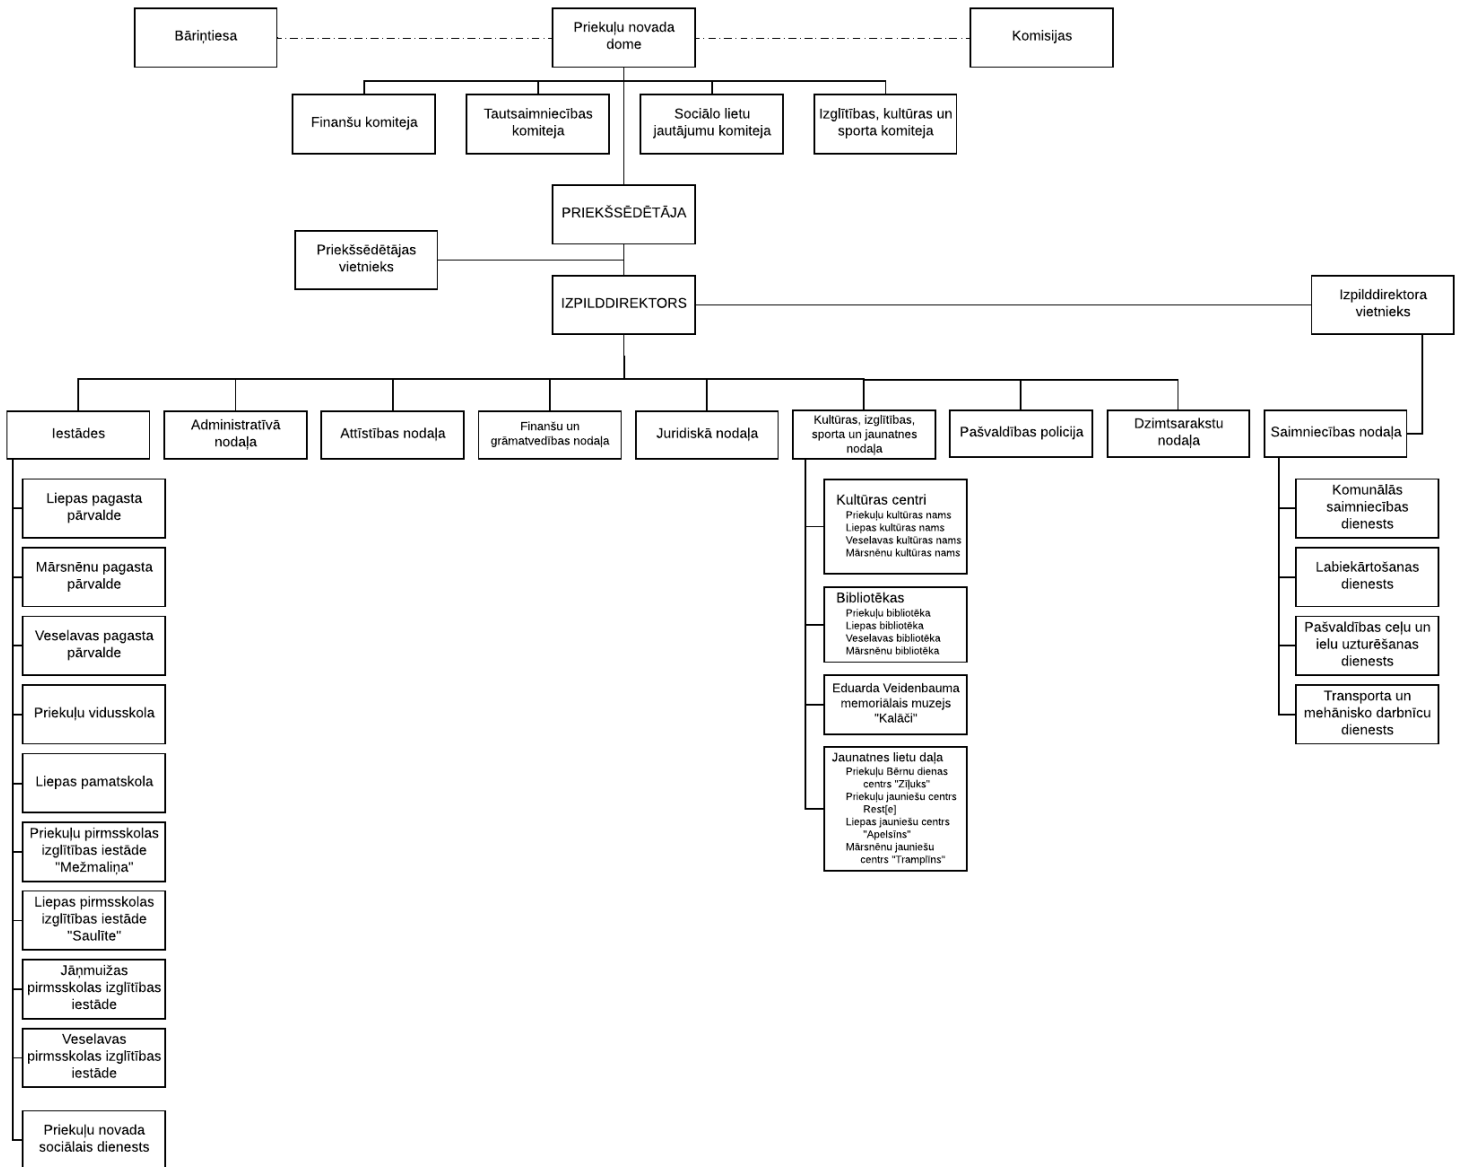 Bāriņtiesa
Priekuļu novada
dome
Komisijas
Finanšu komiteja
Tautsaimniecības
komiteja
Sociālo lietu
jautājumu komiteja
Izglītības, kultūras un
sporta komiteja
PRIEKŠSĒDĒTĀJA
Priekšsēdētājas
vietnieks
IZPILDDIREKTORS
Izpilddirektora
vietnieks
Iestādes
Administratīvā
nodaļa
Attīstības nodaļa
Finanšu un
grāmatvedības nodaļa
Juridiskā nodaļa
Kultūras, izglītības,
sporta un jaunatnes
nodaļa
Pašvaldības policija
Dzimtsarakstu
nodaļa
Saimniecības nodaļa
Liepas pagasta
pārvalde
Mārsnēnu pagasta
pārvalde
Veselavas pagasta
pārvalde
Priekuļu vidusskola
Liepas pamatskola
Priekuļu pirmsskolas
izglītības iestāde
"Mežmaliņa"
Liepas pirmsskolas
izglītības iestāde
"Saulīte"
Jāņmuižas
pirmsskolas izglītības
iestāde
Veselavas
pirmsskolas izglītības
iestāde
Priekuļu novada
sociālais dienests
Kultūras centri
Priekuļu kultūras nams
Liepas kultūras nams
Veselavas kultūras nams
Mārsnēnu kultūras nams
Bibliotēkas
Priekuļu bibliotēka
Liepas bibliotēka
Veselavas bibliotēka
Mārsnēnu bibliotēka
Eduarda Veidenbauma
memoriālais muzejs
"Kalāči"
Jaunatnes lietu daļa
Priekuļu Bērnu dienas
centrs "Zīļuks"
Priekuļu jauniešu centrs
Rest[e]
Liepas jauniešu centrs
"Apelsīns"
Mārsnēnu jauniešu
centrs "Tramplīns"
Komunālās
saimniecības
dienests
Labiekārtošanas
dienests
Pašvaldības ceļu un
ielu uzturēšanas
dienests
Transporta un
mehānisko darbnīcu
dienests